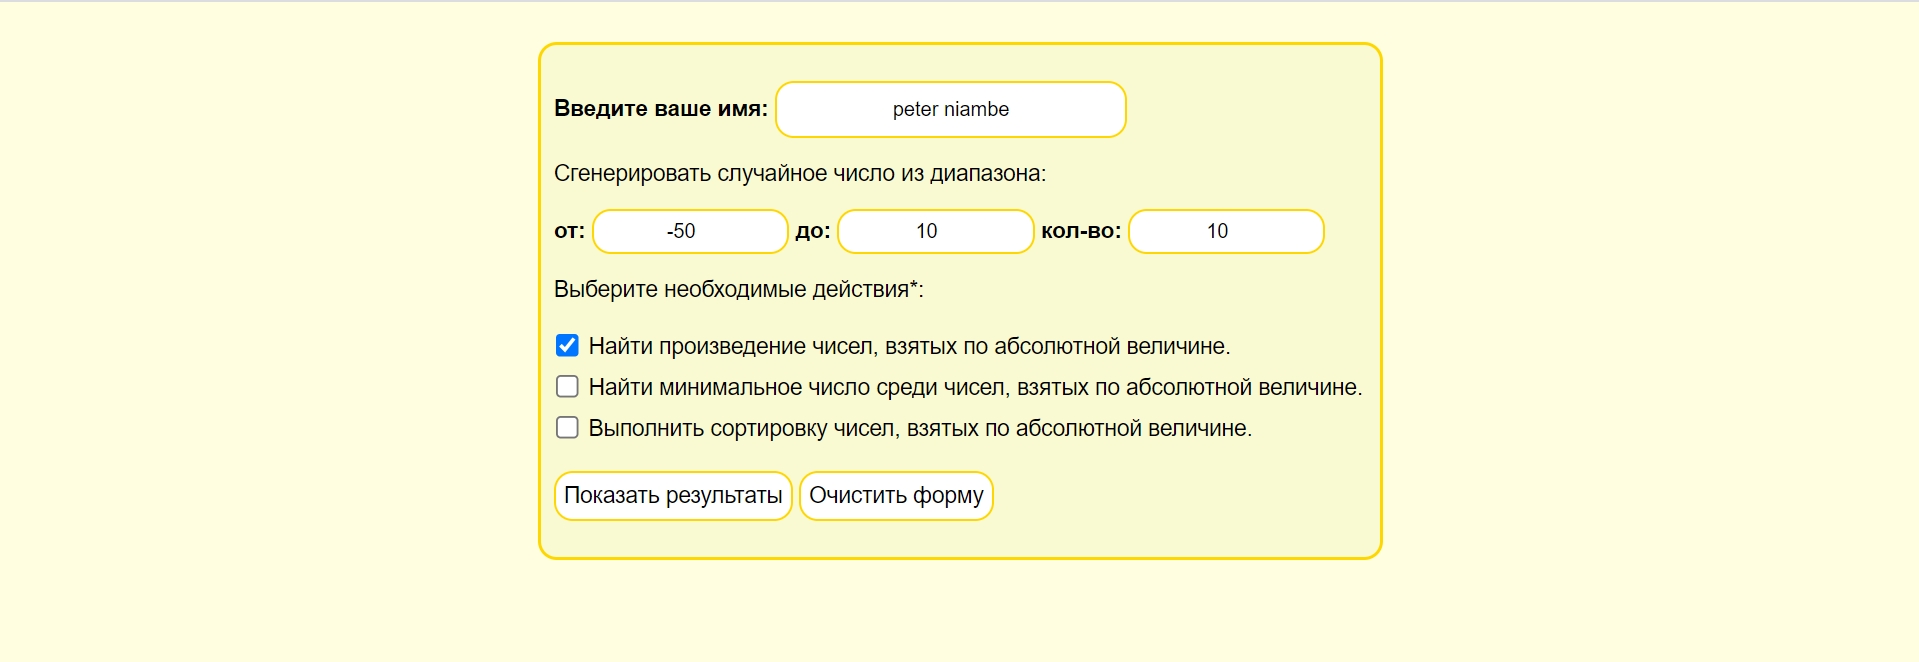 Введите ваше имя: peter niambe
Сгенерировать случайное число из диапазона:
от: -50 до: 10 кол-во: 10
Выберите необходимые действия*:
Найти произведение чисел, взятых по абсолютной величине.
Найти минимальное число среди чисел, взятых по абсолютной величине.
Выполнить сортировку чисел, взятых по абсолютной величине.
Показать результаты Очистить форму